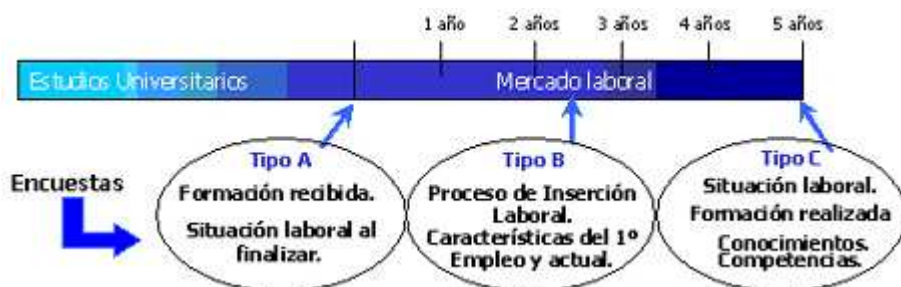 1 año 2 años 3 años 4 años 5 años
Estudios Universitarios Mercado laboral
Encuestas
Tipo A
Formación recibida.
Situación laboral al
finalizar.
Tipo B
Proceso de Inserción
Laboral.
Características del 1º
Empleo y actual.
Tipo C
Situación laboral.
Formación realizada
Conocimientos.
Competencias.